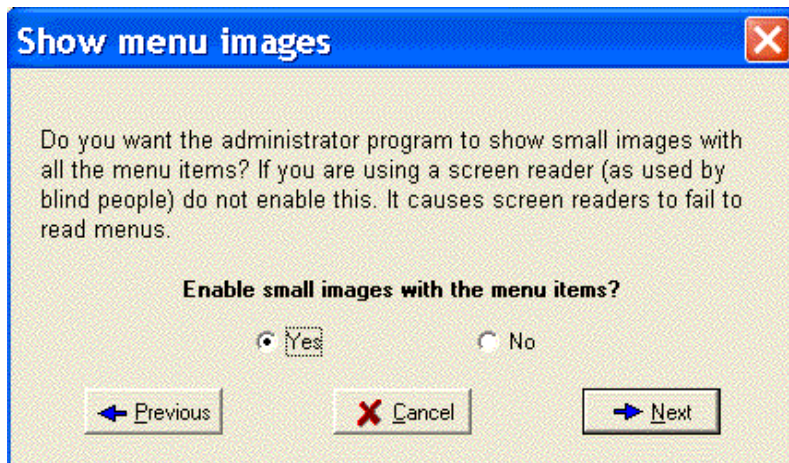 Show menu images
Do you want the administrator program to show small images with
all the menu items? If you are using a screen reader (as used by
blind people) do not enable this. It causes screen readers to fail to
read menus.
Enable small images with the menu items?
Yes No
Previous Cancel Next